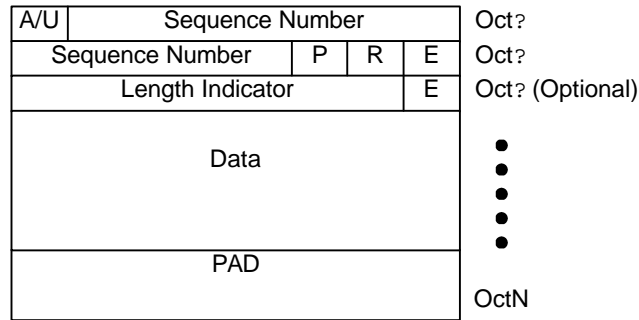 A/U Sequence Number Oct?
Sequence Number P R E Oct?
Length Indicator E Oct? (Optional)
Data
PAD
OctN